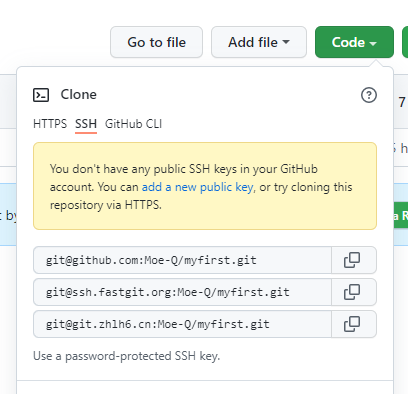 Go to file Add file Code
Clone
7
HTTPS SSH GitHub CLI
h
You don't have any public SSH keys in your GitHub
account. You can add a new public key, or try cloning this
repository via HTTPS.
t by
a R
git@github.com:Moe-Q/myfirst.git
git@ssh.fastgit.org:Moe-Q/myfirst.git
git@git.zhlh6.cn:Moe-Q/myfirst.git
Use a password-protected SSH key.